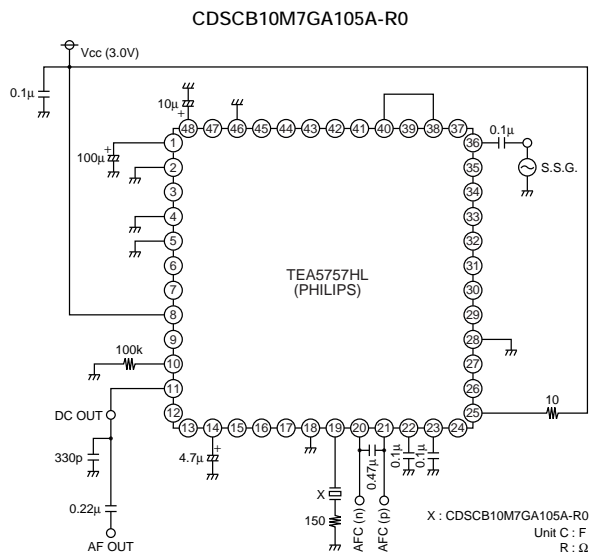 CDSCB10M7GA105A-R0
Vcc (3.0V)
0.1μ
10μ
+
48 47 46 45 44 43 42 41 40 39 38 37
0.1μ
100μ
+
1
36
2
35
S.S.G.
3
34
4
33
5
32
6
31
TEA5757HL
(PHILIPS)
7
30
8
29
9
28
100k
10
27
11
26
DC OUT
12
25
10
13 14 15 16 17 18 19 20 21 22 23 24
330p
4.7μ
+
0.47μ
0.1μ
0.1μ
X
0.22μ
150
AFC (n)
AFC (p)
AF OUT
X : CDSCB10M7GA105A-R0
Unit C : F
R : Ω